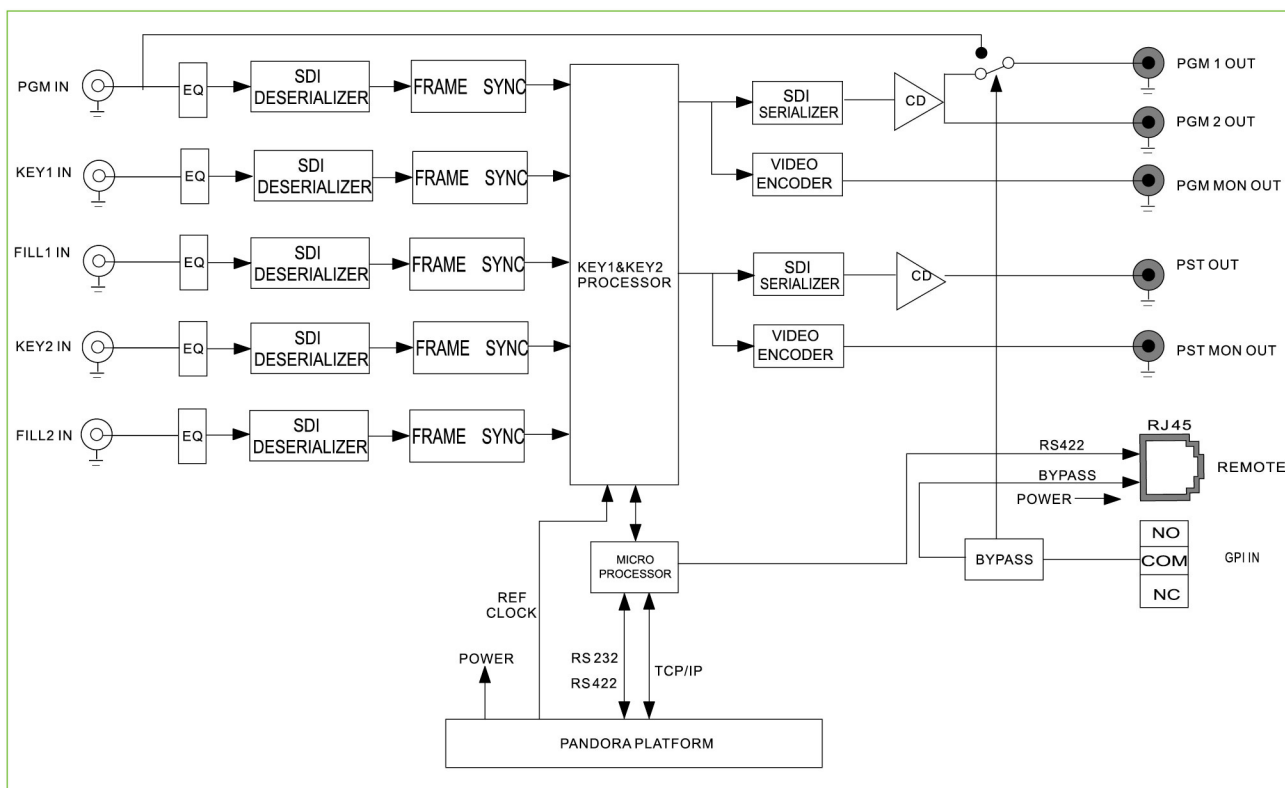 PGM IN
EQ
SDI
DESERIALIZER
FRAME SYNC
SDI
SERIALIZER
CD
PGM 1 OUT
PGM 2 OUT
KEY1 IN
EQ
SDI
DESERIALIZER
FRAME SYNC
VIDEO
ENCODER
PGM MON OUT
FILL1 IN
EQ
SDI
DESERIALIZER
FRAME SYNC
KEY1&KEY2
PROCESSOR
SDI
SERIALIZER
CD
PST OUT
KEY2 IN
EQ
SDI
DESERIALIZER
FRAME SYNC
VIDEO
ENCODER
PST MON OUT
FILL2 IN
EQ
SDI
DESERIALIZER
FRAME SYNC
RJ45
RS422
BYPASS
POWER
REMOTE
NO
COM
NC
GPI IN
BYPASS
MICRO
PROCESSOR
REF
CLOCK
POWER
RS232
RS422
TCP/IP
PANDORA PLATFORM